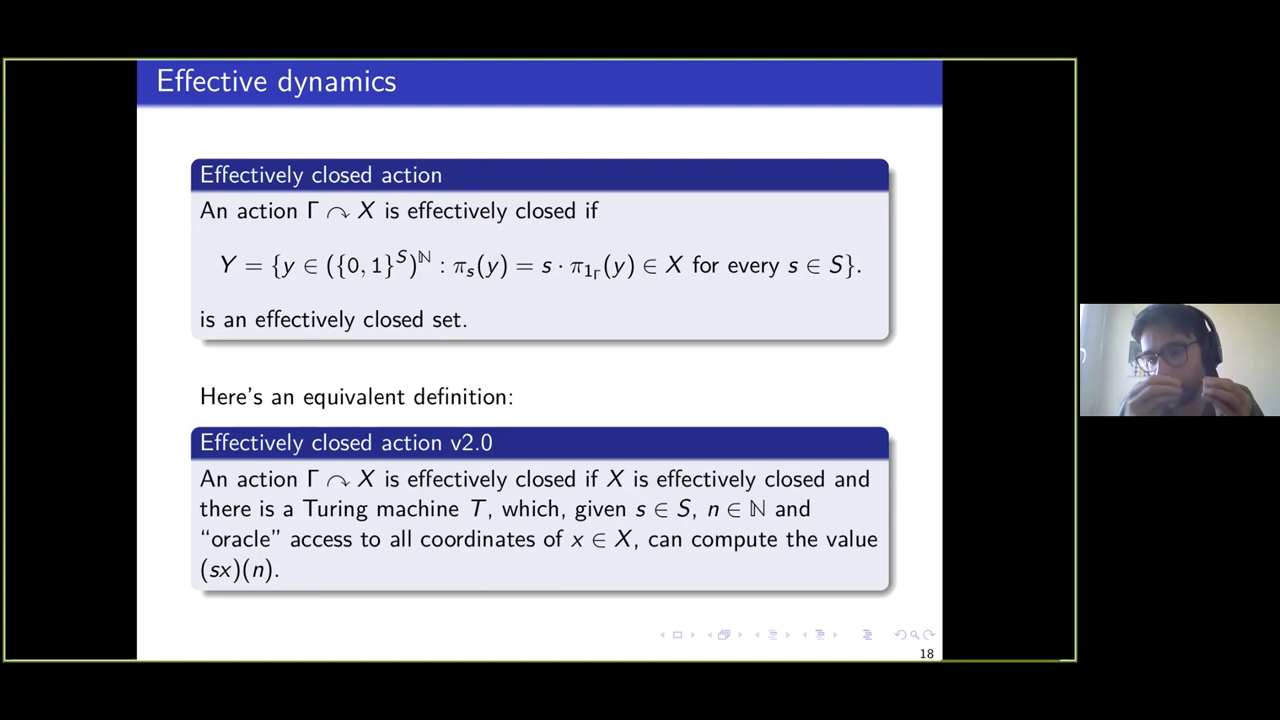 Effective dynamics
Effectively closed action
An action Γ ↷ X is effectively closed if
Y = {y ∈ ({0, 1}^S)^ℕ : π_s(y) = s · π_{1_Γ}(y) ∈ X for every s ∈ S}.
is an effectively closed set.
Here's an equivalent definition:
Effectively closed action v2.0
An action Γ ↷ X is effectively closed if X is effectively closed and
there is a Turing machine T, which, given s ∈ S, n ∈ ℕ and
“oracle” access to all coordinates of x ∈ X, can compute the value
(sx)(n).
18